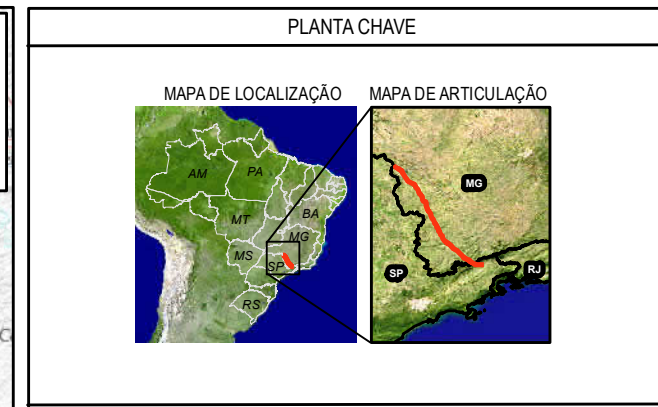 PLANTA CHAVE
MAPA DE LOCALIZAÇÃO
MAPA DE ARTICULAÇÃO
AM
PA
BA
MT
MG
MS
SP
RS
MG
SP
RJ